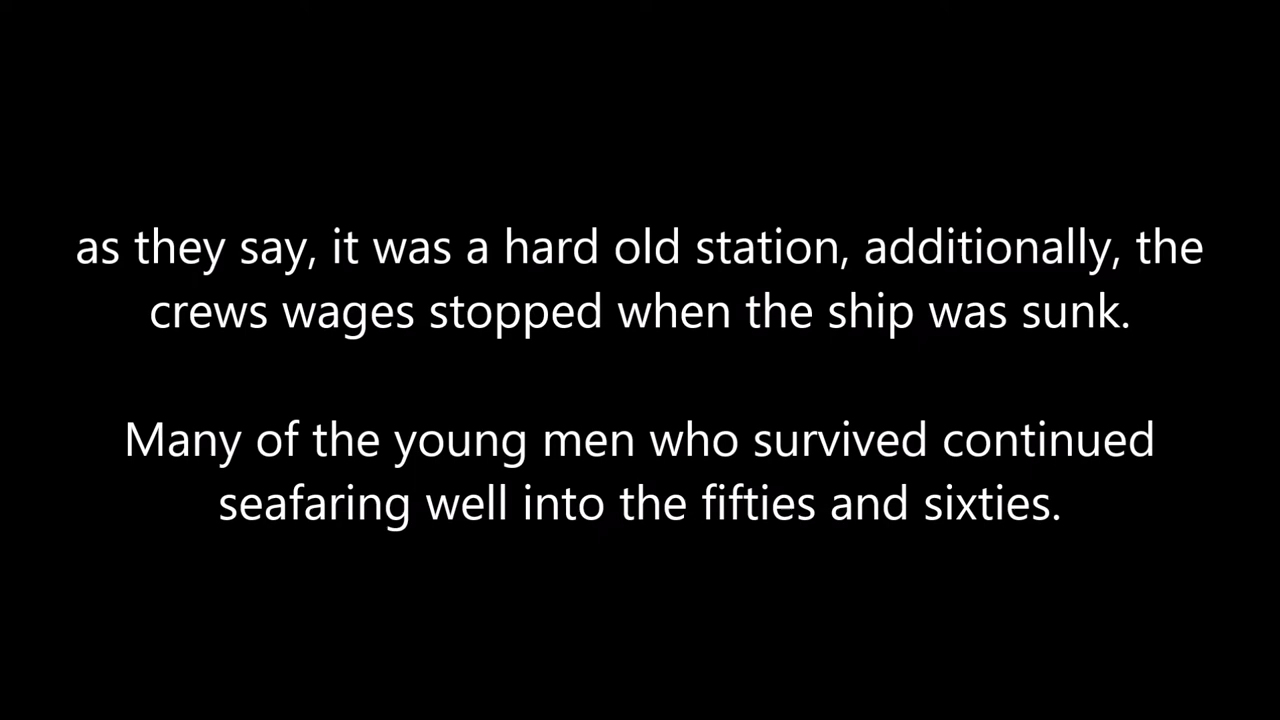 as they say, it was a hard old station, additionally, the
crews wages stopped when the ship was sunk.
Many of the young men who survived continued
seafaring well into the fifties and sixties.